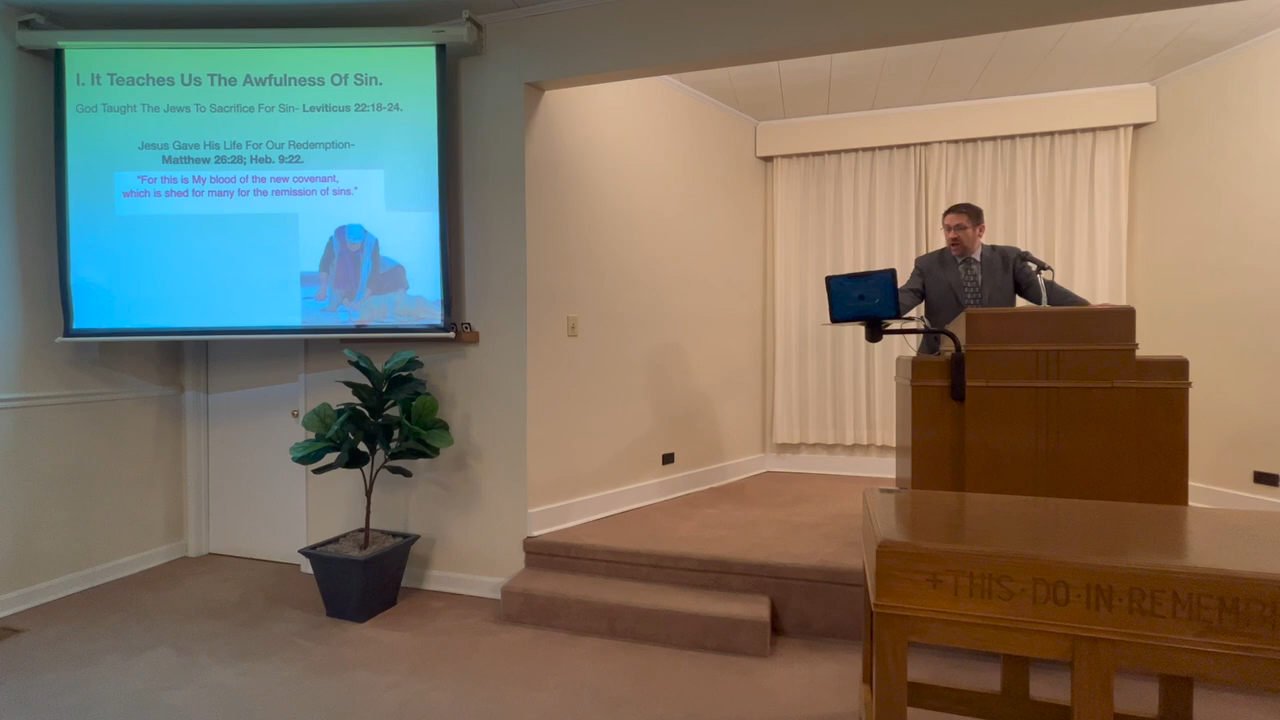 I. It Teaches Us The Awfulness Of Sin.
God Taught The Jews To Sacrifice For Sin- Leviticus 22:18-24.
Jesus Gave His Life For Our Redemption-
Matthew 26:28; Heb. 9:22.
“For this is My blood of the new covenant,
which is shed for many for the remission of sins.”
+THIS·DO·IN·REMEMB